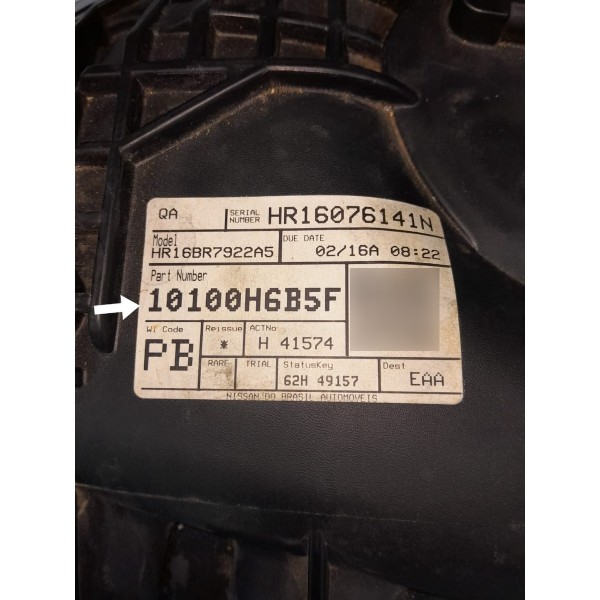 QA SERIAL NUMBER HR16076141N
Model DUE DATE
HR16BR7922A5 02/16A 08:22
Part Number
10100H6B5F
W/ Code Reissue ACTNo
PB * H 41574
RARE TRIAL StatusKey Dest
62H 49157 EAA
NISSAN DO BRASIL AUTOMOVEIS